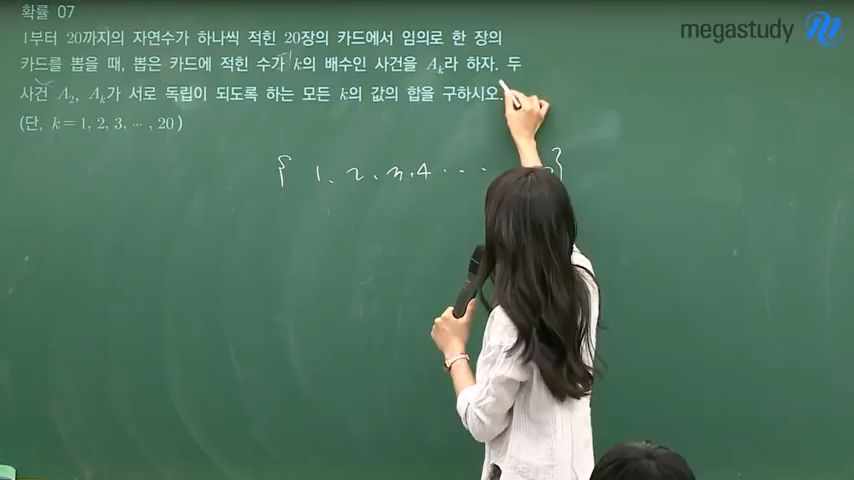 확률 07
megastudy
1부터 20까지의 자연수가 하나씩 적힌 20장의 카드에서 임의로 한 장의
카드를 뽑을 때, 뽑은 카드에 적힌 수가 k의 배수인 사건을 Aₖ라 하자. 두
사건 A₂, Aₖ가 서로 독립이 되도록 하는 모든 k의 값의 합을 구하시오.
(단, k = 1, 2, 3, ⋯, 20)
{ 1, 2, 3, 4 ⋯ }